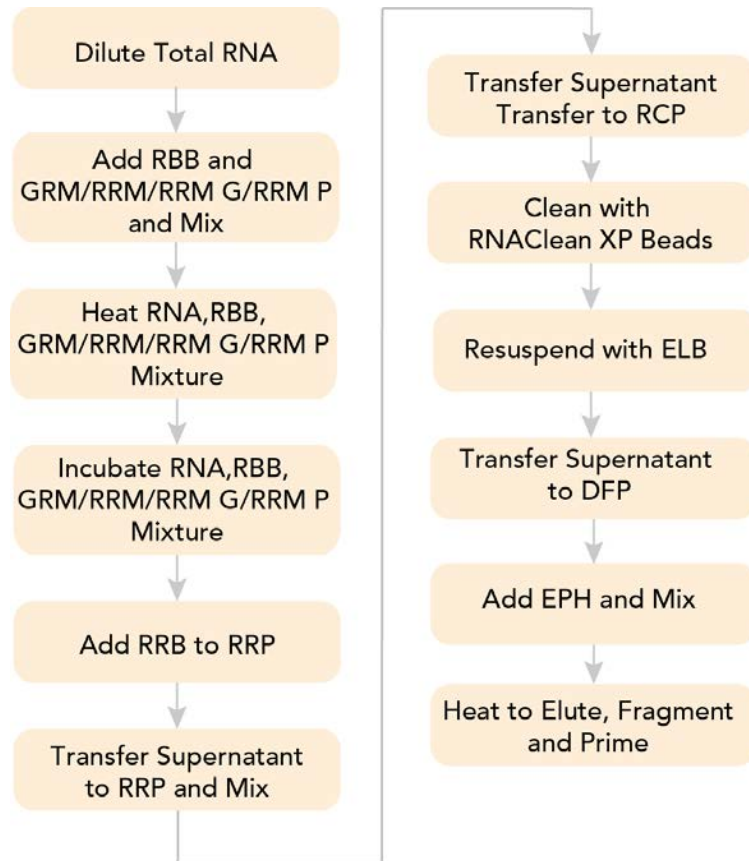 Dilute Total RNA
Add RBB and
GRM/RRM/RRM G/RRM P
and Mix
Heat RNA,RBB,
GRM/RRM/RRM G/RRM P
Mixture
Incubate RNA,RBB,
GRM/RRM/RRM G/RRM P
Mixture
Add RRB to RRP
Transfer Supernatant
to RRP and Mix
Transfer Supernatant
Transfer to RCP
Clean with
RNAClean XP Beads
Resuspend with ELB
Transfer Supernatant
to DFP
Add EPH and Mix
Heat to Elute, Fragment
and Prime